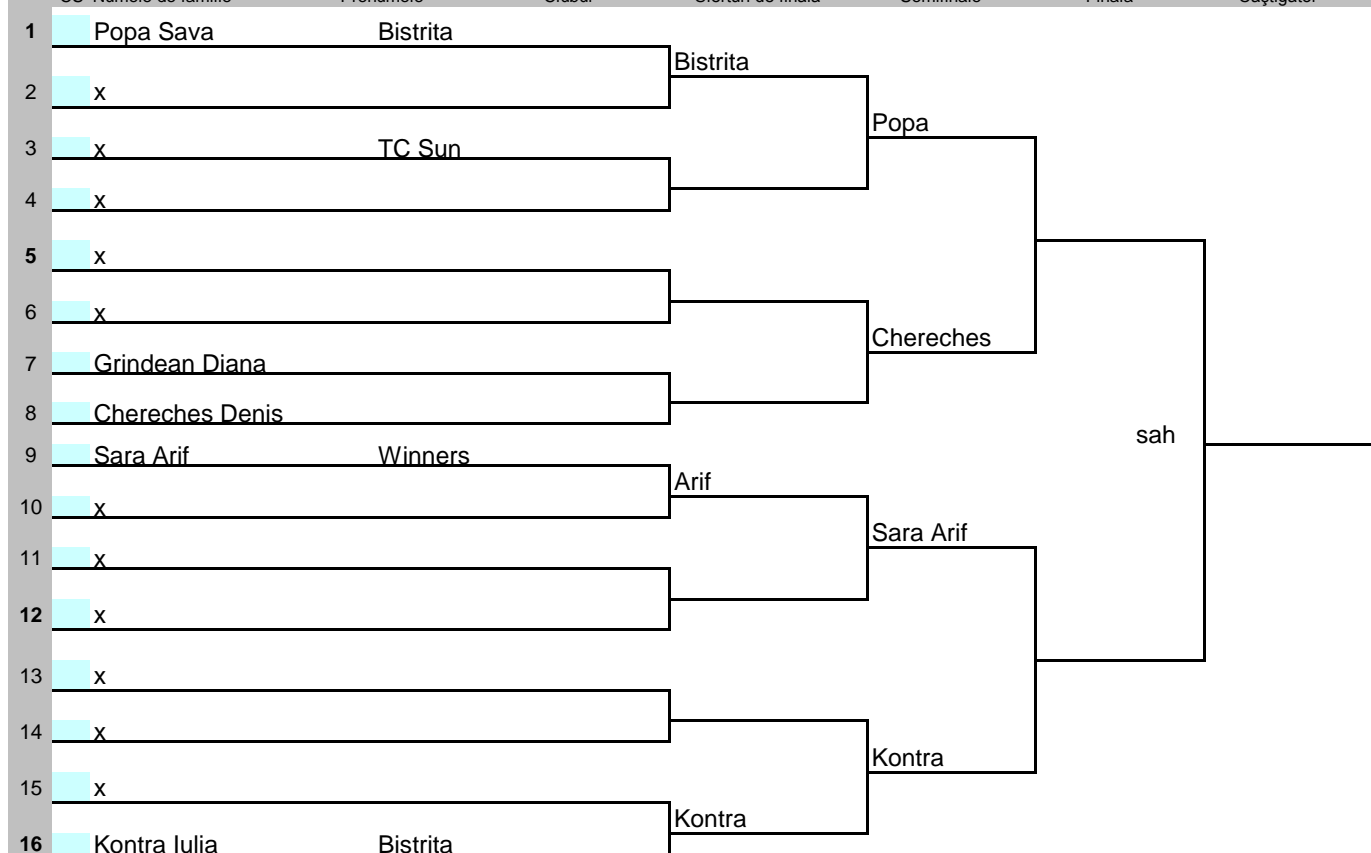 1 Popa Sava Bistrita
Bistrita
2 x
Popa
3 x TC Sun
4 x
5 x
6 x
Chereches
7 Grindean Diana
8 Chereches Denis
sah
9 Sara Arif Winners
Arif
10 x
Sara Arif
11 x
12 x
13 x
14 x
Kontra
15 x
Kontra
16 Kontra Iulia Bistrita